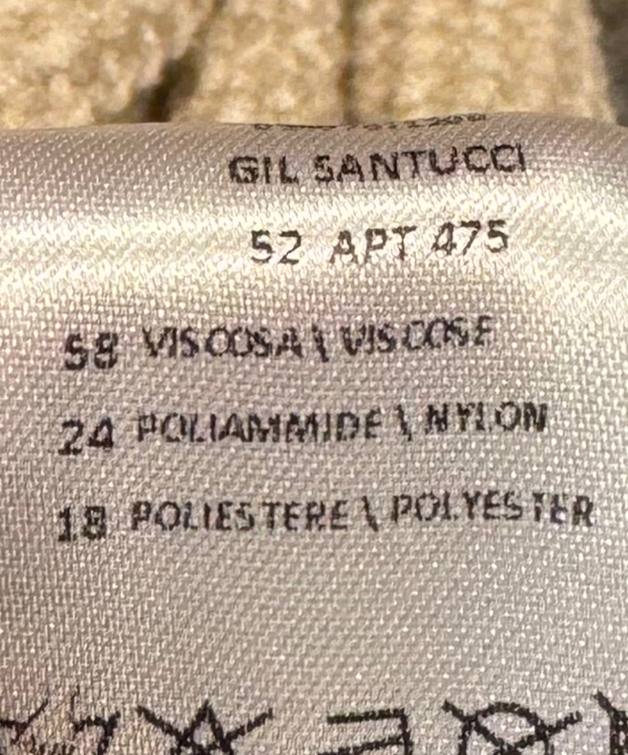 GIL SANTUCCI
52 APT 475
58 VISCOSA \ VISCOSE
24 POLIAMMIDE \ NYLON
18 POLIESTERE \ POLYESTER